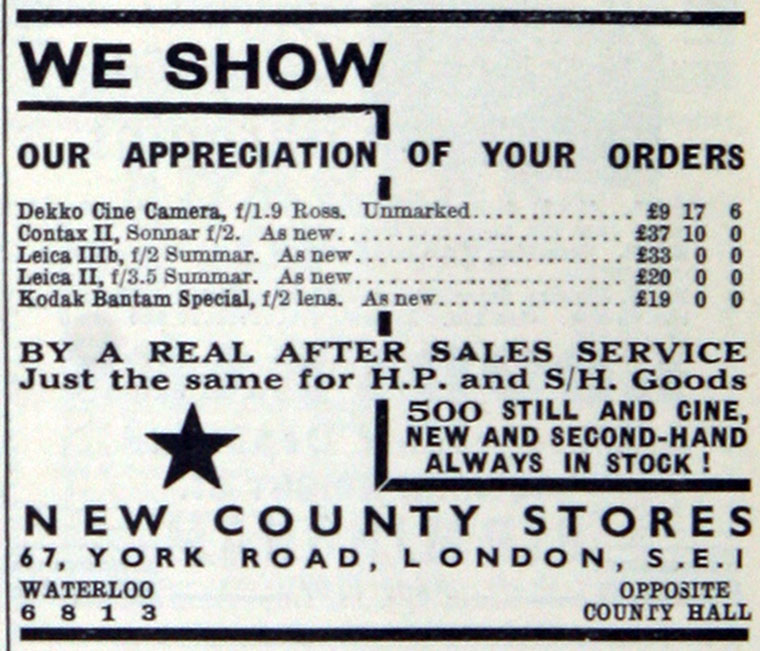 WE SHOW
OUR APPRECIATION OF YOUR ORDERS
Dekko Cine Camera, f/1.9 Ross. Unmarked.................. £9 17 6
Contax II, Sonnar f/2. As new.............................. £37 10 0
Leica IIIb, f/2 Summar. As new............................ £33 0 0
Leica II, f/3.5 Summar. As new............................ £20 0 0
Kodak Bantam Special, f/2 lens. As new.................... £19 0 0
BY A REAL AFTER SALES SERVICE
Just the same for H.P. and S/H. Goods
500 STILL AND CINE,
NEW AND SECOND-HAND
ALWAYS IN STOCK!
NEW COUNTY STORES
67, YORK ROAD, LONDON, S.E.1
WATERLOO
6 8 1 3
OPPOSITE
COUNTY HALL